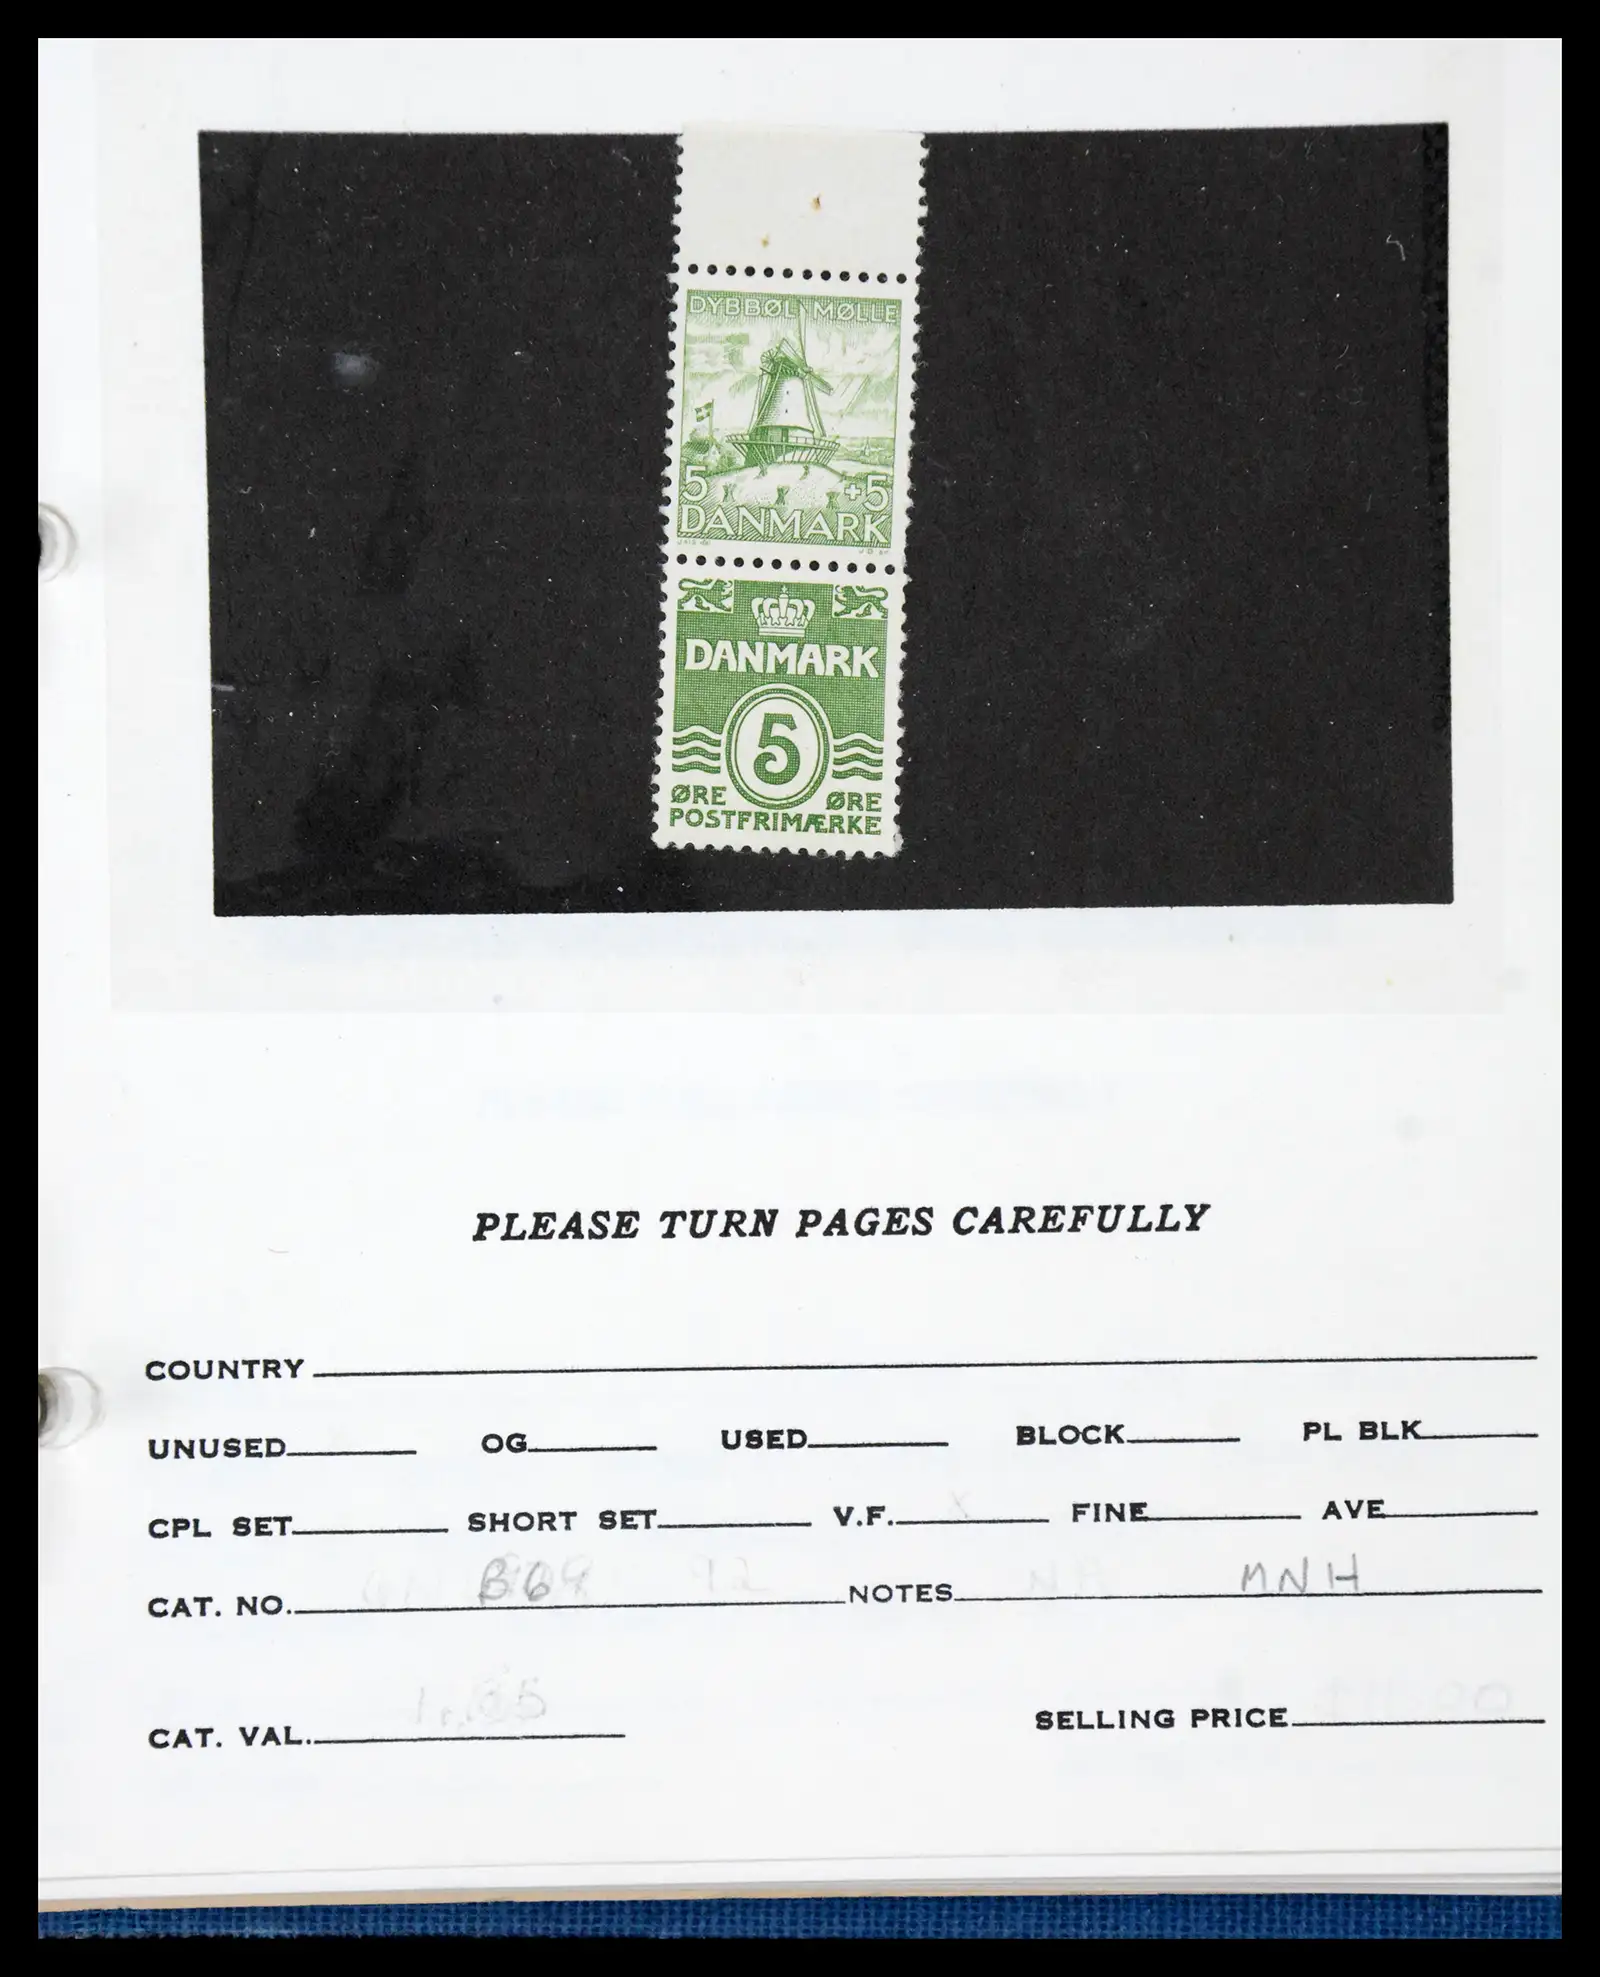 DYBBØL MØLLE
5 +5
DANMARK
DANMARK
5
ØRE ØRE
POSTFRIMÆRKE
PLEASE TURN PAGES CAREFULLY
COUNTRY
UNUSED OG USED BLOCK PL BLK
CPL SET SHORT SET V.F. X FINE AVE
CAT. NO. NOTES MNH
CAT. VAL. SELLING PRICE